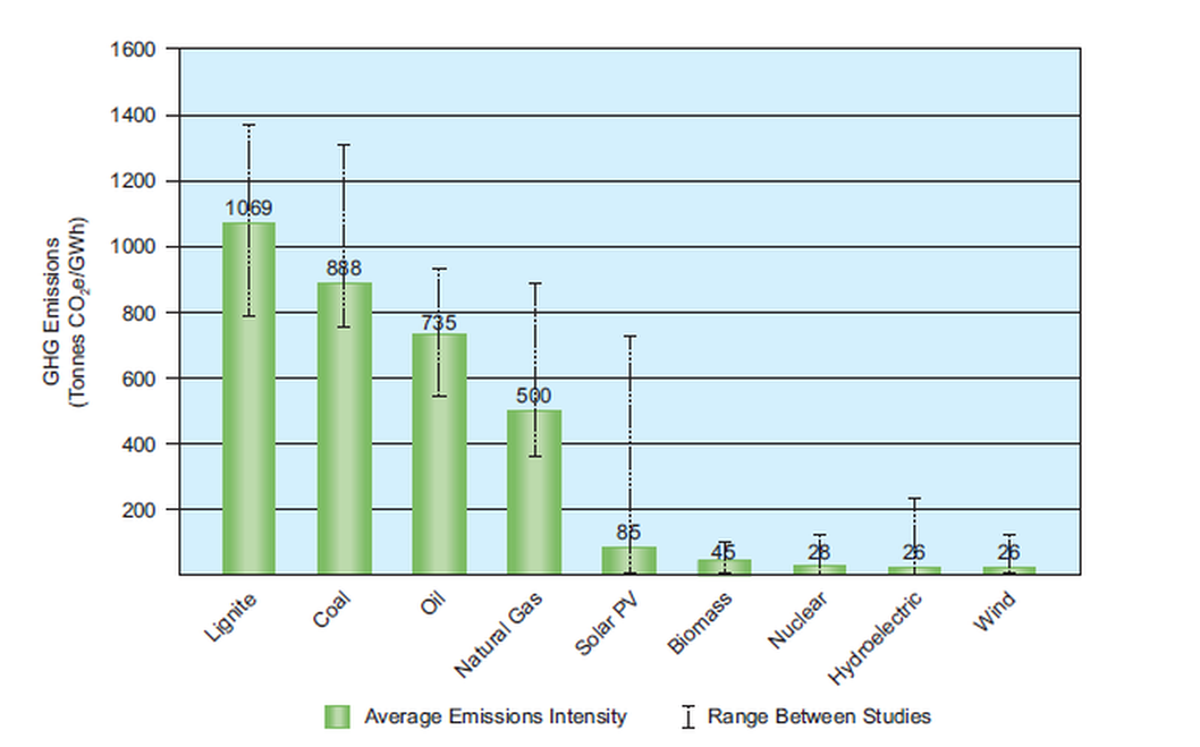 1600
1400
1200
1000
800
600
400
200
GHG Emissions
(Tonnes CO₂e/GWh)
1069
888
735
500
85
45
28
26
26
Lignite
Coal
Oil
Natural Gas
Solar PV
Biomass
Nuclear
Hydroelectric
Wind
Average Emissions Intensity
Range Between Studies